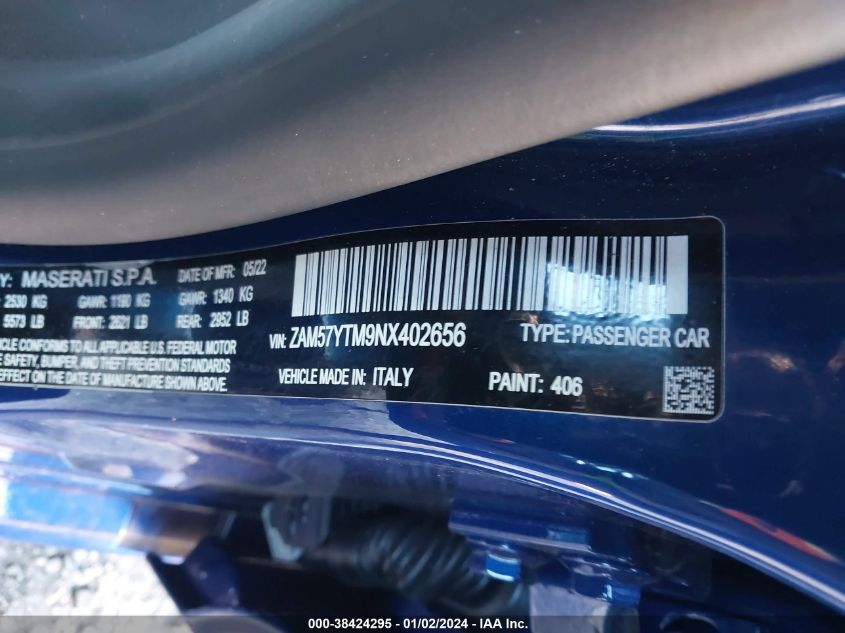 Y: MASERATI S.P.A. DATE OF MFR: 05/22
2530 KG GAWR: 1190 KG GAWR: 1340 KG
5573 LB FRONT: 2621 LB REAR: 2952 LB
VEHICLE CONFORMS TO ALL APPLICABLE U.S. FEDERAL MOTOR
SAFETY, BUMPER, AND THEFT PREVENTION STANDARDS
EFFECT ON THE DATE OF MANUFACTURE SHOWN ABOVE.
VIN: ZAM57YTM9NX402656 TYPE: PASSENGER CAR
VEHICLE MADE IN: ITALY PAINT: 406
000-38424295 - 01/02/2024 - IAA Inc.